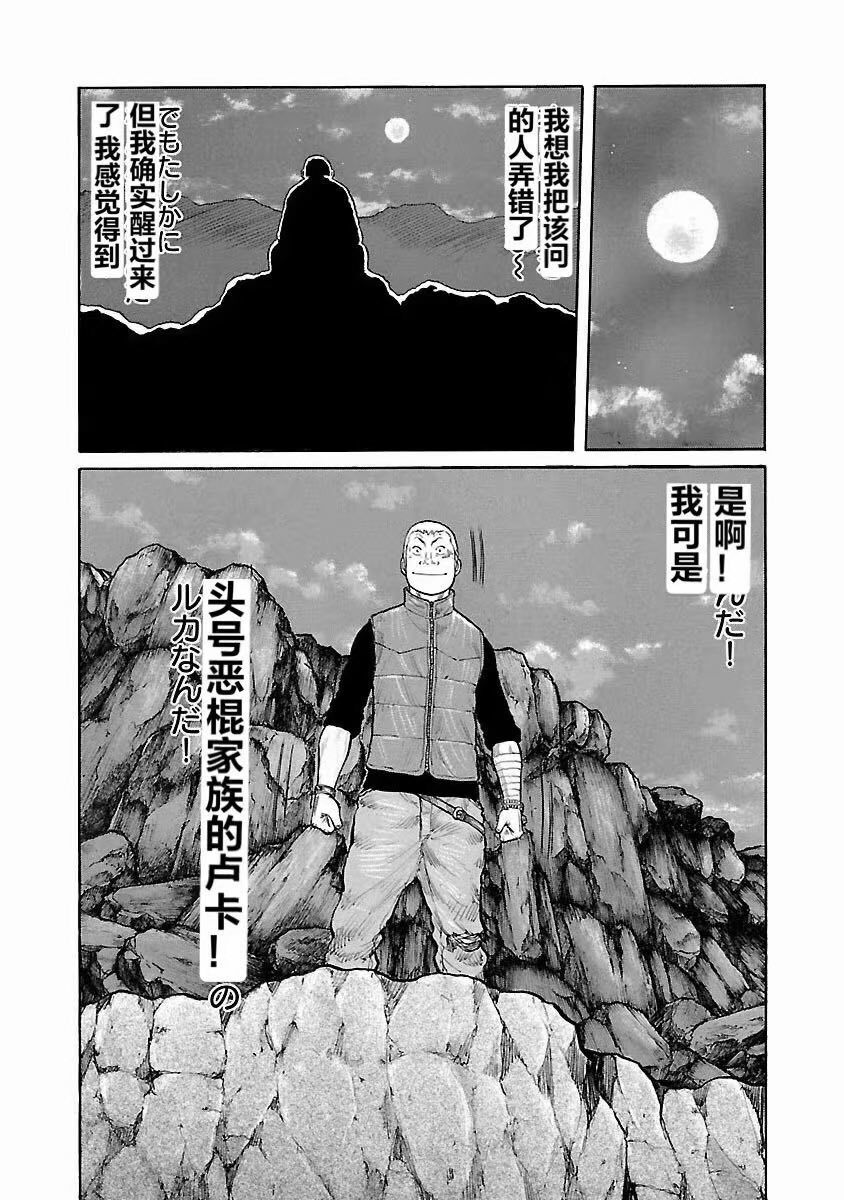 我想我把该问
的人弄错了
〜
でもたしかに
但我确实醒过来
了 我感觉得到
是啊！
我可是
んだ！
头号恶棍家族的卢卡！
の
ルカなんだ！